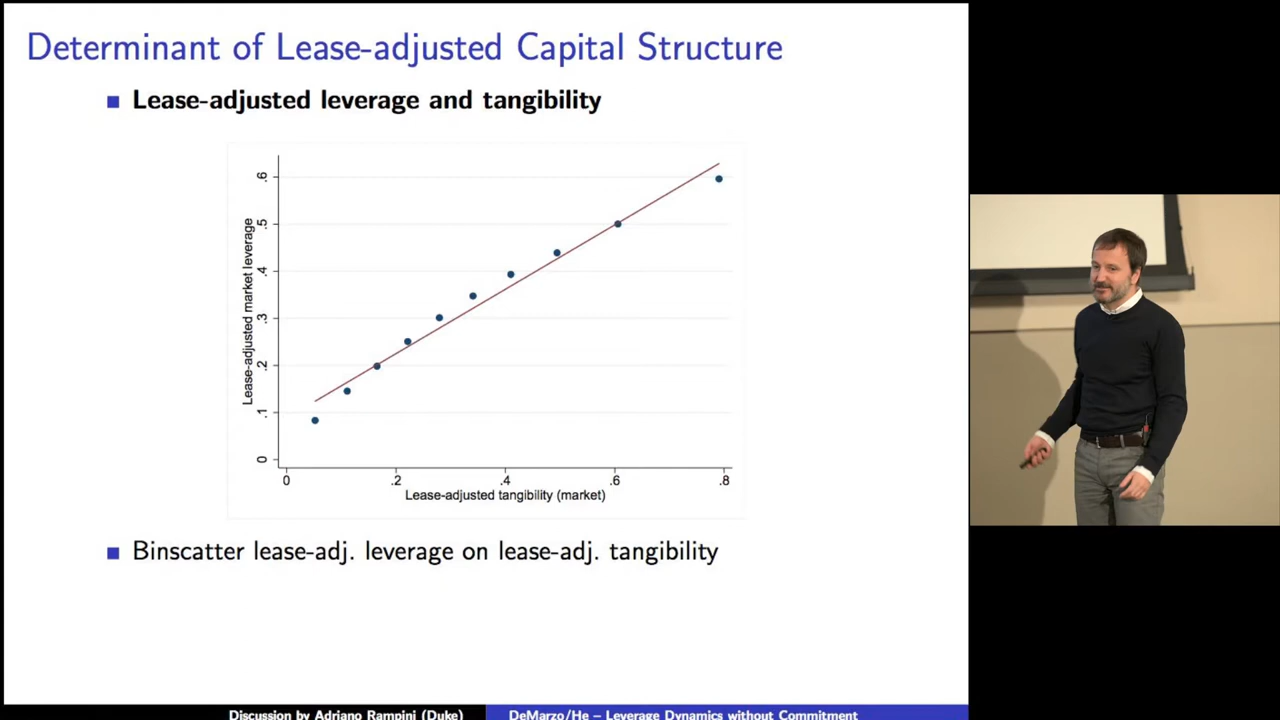 Determinant of Lease-adjusted Capital Structure
Lease-adjusted leverage and tangibility
Lease-adjusted market leverage
.6
.5
.4
.3
.2
.1
0
0 .2 .4 .6 .8
Lease-adjusted tangibility (market)
Binscatter lease-adj. leverage on lease-adj. tangibility
Discussion by Adriano Rampini (Duke) DeMarzo/He – Leverage Dynamics without Commitment